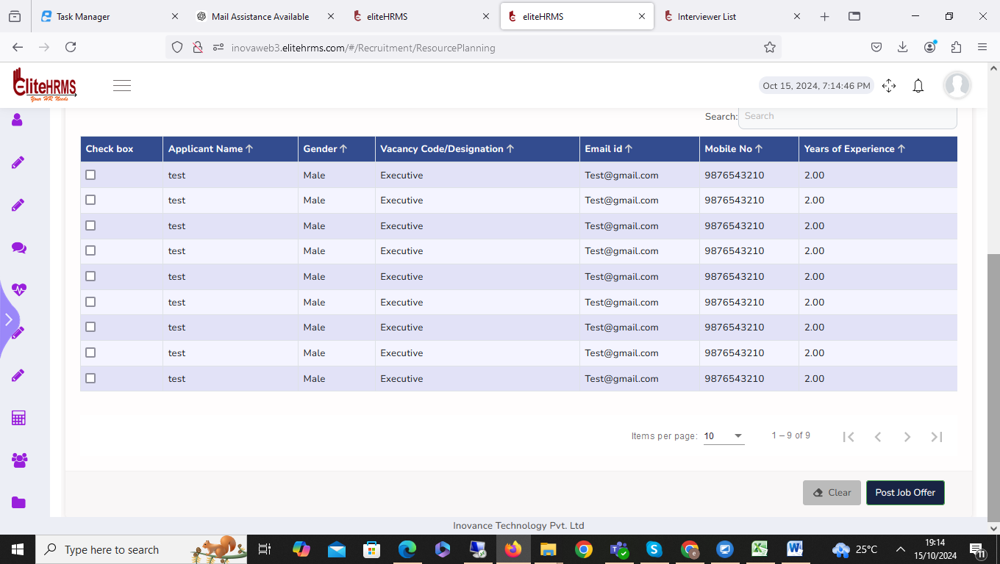 Task Manager
Mail Assistance Available
eliteHRMS
eliteHRMS
Interviewer List
inovaweb3.elitehrms.com/#/Recruitment/ResourcePlanning
EliteHRMS
Your HR Needs
Oct 15, 2024, 7:14:46 PM
Search: Search
Check box Applicant Name Gender Vacancy Code/Designation Email id Mobile No Years of Experience
test Male Executive Test@gmail.com 9876543210 2.00
test Male Executive Test@gmail.com 9876543210 2.00
test Male Executive Test@gmail.com 9876543210 2.00
test Male Executive Test@gmail.com 9876543210 2.00
test Male Executive Test@gmail.com 9876543210 2.00
test Male Executive Test@gmail.com 9876543210 2.00
test Male Executive Test@gmail.com 9876543210 2.00
test Male Executive Test@gmail.com 9876543210 2.00
test Male Executive Test@gmail.com 9876543210 2.00
Items per page: 10 1 – 9 of 9
Clear Post Job Offer
Inovance Technology Pvt. Ltd
Type here to search
25°C
19:14
15/10/2024
11